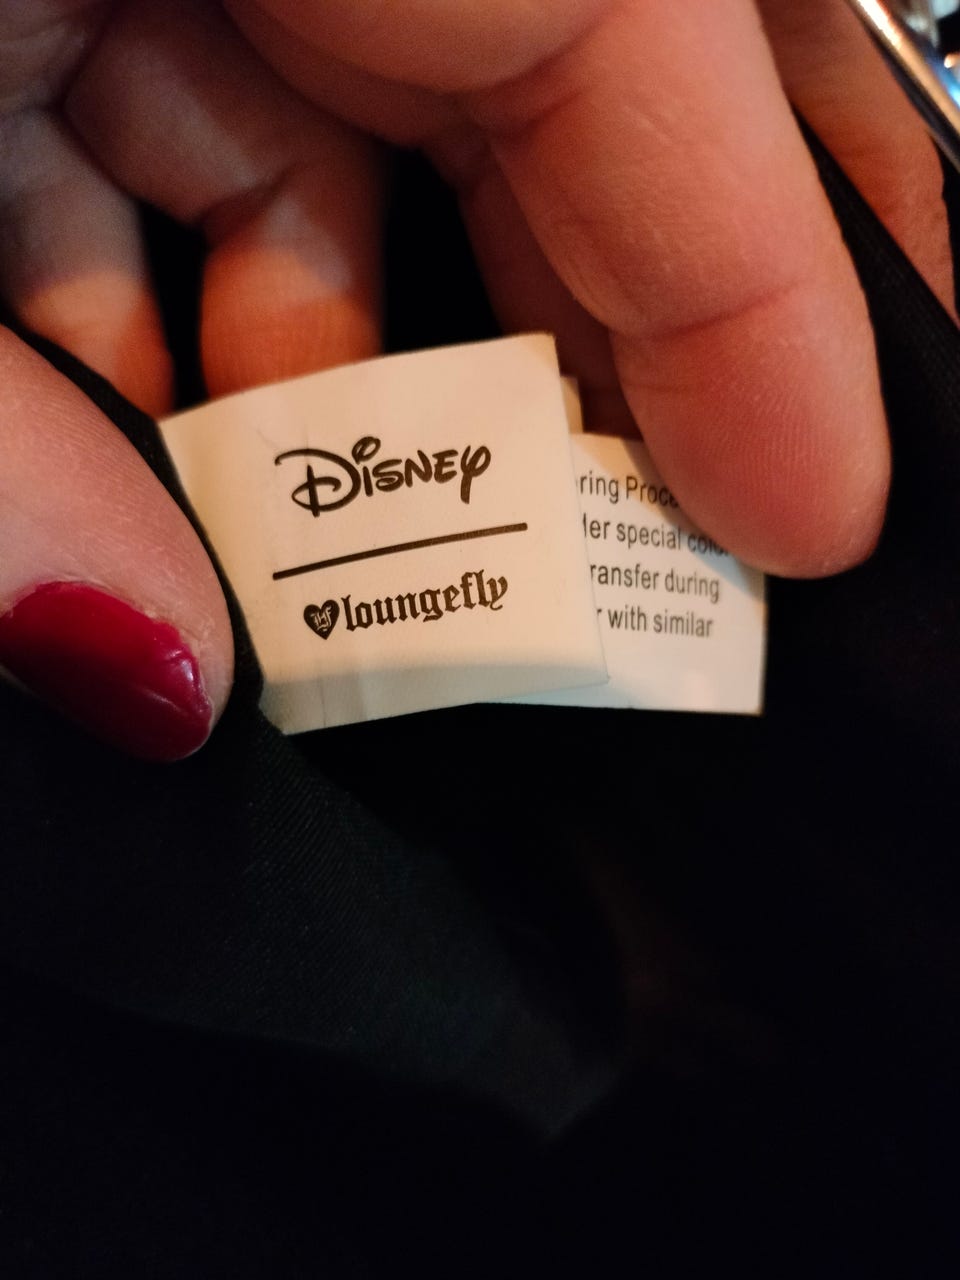 Disney
loungefly
special
during
with similar